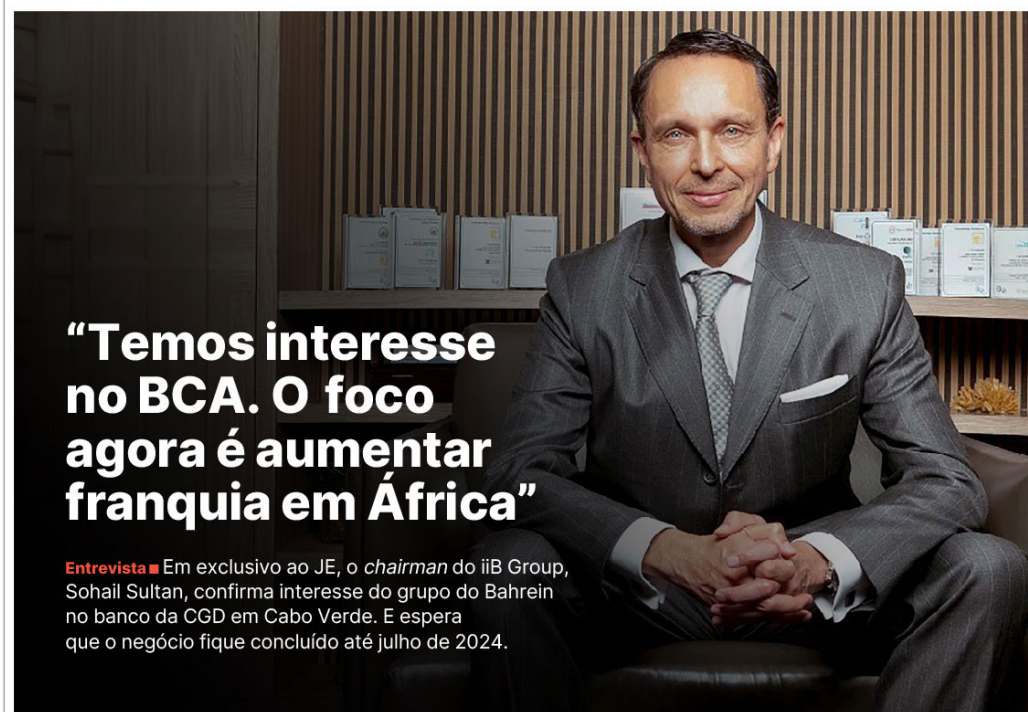 “Temos interesse
no BCA. O foco
agora é aumentar
franquia em África”
Entrevista ■ Em exclusivo ao JE, o chairman do iiB Group,
Sohail Sultan, confirma interesse do grupo do Bahrein
no banco da CGD em Cabo Verde. E espera
que o negócio fique concluído até julho de 2024.